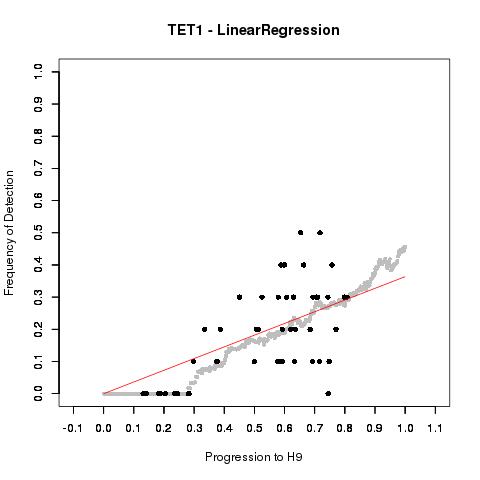 TET1 - LinearRegression
1.0
0.9
0.8
0.7
0.6
0.5
0.4
0.3
0.2
0.1
0.0
Frequency of Detection
-0.1 0.0 0.1 0.2 0.3 0.4 0.5 0.6 0.7 0.8 0.9 1.0 1.1
Progression to H9